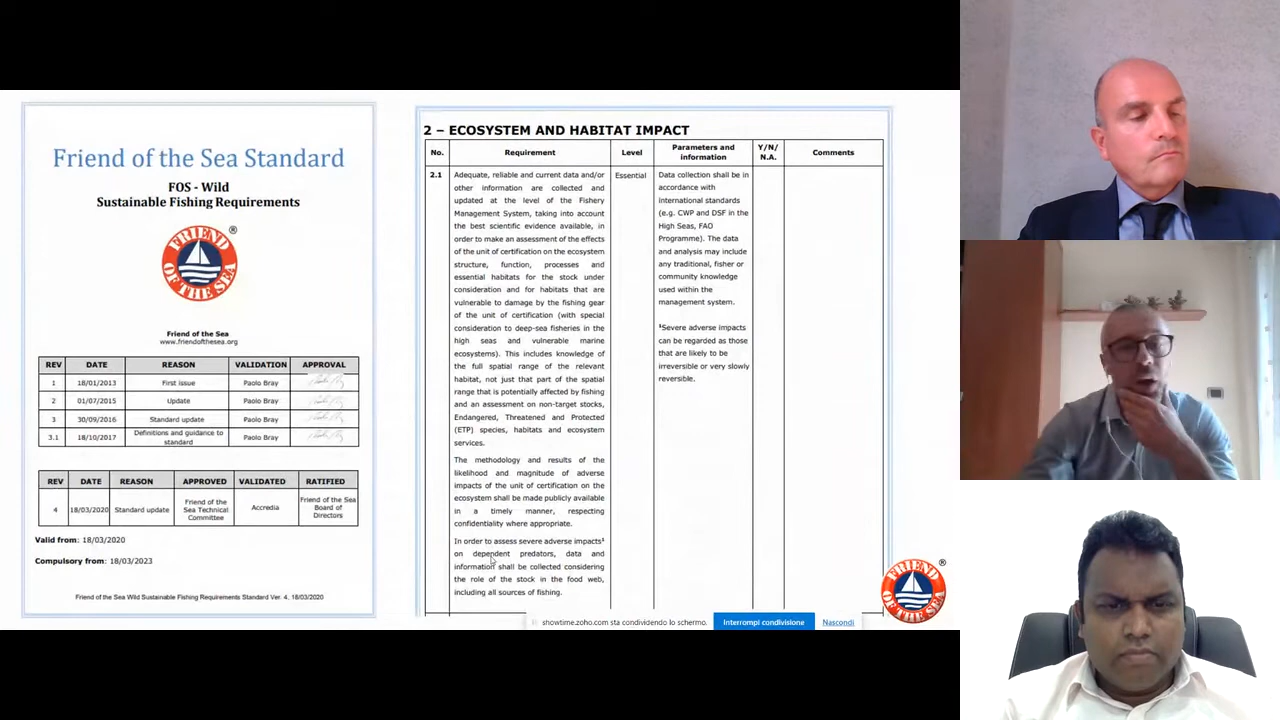 Friend of the Sea Standard
FOS - Wild
Sustainable Fishing Requirements
FRIEND OF THE SEA
®
Friend of the Sea
www.friendofthesea.org
REV DATE REASON VALIDATION APPROVAL
1 18/01/2013 First issue Paolo Bray
2 01/07/2015 Update Paolo Bray
3 30/09/2016 Standard update Paolo Bray
3.1 18/10/2017 Definitions and guidance to standard Paolo Bray
REV DATE REASON APPROVED VALIDATED RATIFIED
4 18/03/2020 Standard update Friend of the Sea Technical Committee Accredia Friend of the Sea Board of Directors
Valid from: 18/03/2020
Compulsory from: 18/03/2023
Friend of the Sea Wild Sustainable Fishing Requirements Standard Ver. 4, 18/03/2020
2 – ECOSYSTEM AND HABITAT IMPACT
No. Requirement Level Parameters and information Y/N/ N.A. Comments
2.1
Adequate, reliable and current data and/or
other information are collected and
updated at the level of the Fishery
Management System, taking into account
the best scientific evidence available, in
order to make an assessment of the effects
of the unit of certification on the ecosystem
structure, function, processes and
essential habitats for the stock under
consideration and for habitats that are
vulnerable to damage by the fishing gear
of the unit of certification (with special
consideration to deep-sea fisheries in the
high seas and vulnerable marine
ecosystems). This includes knowledge of
the full spatial range of the relevant
habitat, not just that part of the spatial
range that is potentially affected by fishing
and an assessment on non-target stocks,
Endangered, Threatened and Protected
(ETP) species, habitats and ecosystem
services.
The methodology and results of the
likelihood and magnitude of adverse
impacts of the unit of certification on the
ecosystem shall be made publicly available
in a timely manner, respecting
confidentiality where appropriate.
In order to assess severe adverse impacts¹
on dependent predators, data and
information shall be collected considering
the role of the stock in the food web,
including all sources of fishing.
Essential
Data collection shall be in
accordance with
international standards
(e.g. CWP and DSF in the
High Seas, FAO
Programme). The data
and analysis may include
any traditional, fisher or
community knowledge
used within the
management system.
¹Severe adverse impacts
can be regarded as those
that are likely to be
irreversible or very slowly
reversible.
FRIEND OF THE SEA
®
showtime.zoho.com sta condividendo lo schermo. Interrompi condivisione Nascondi